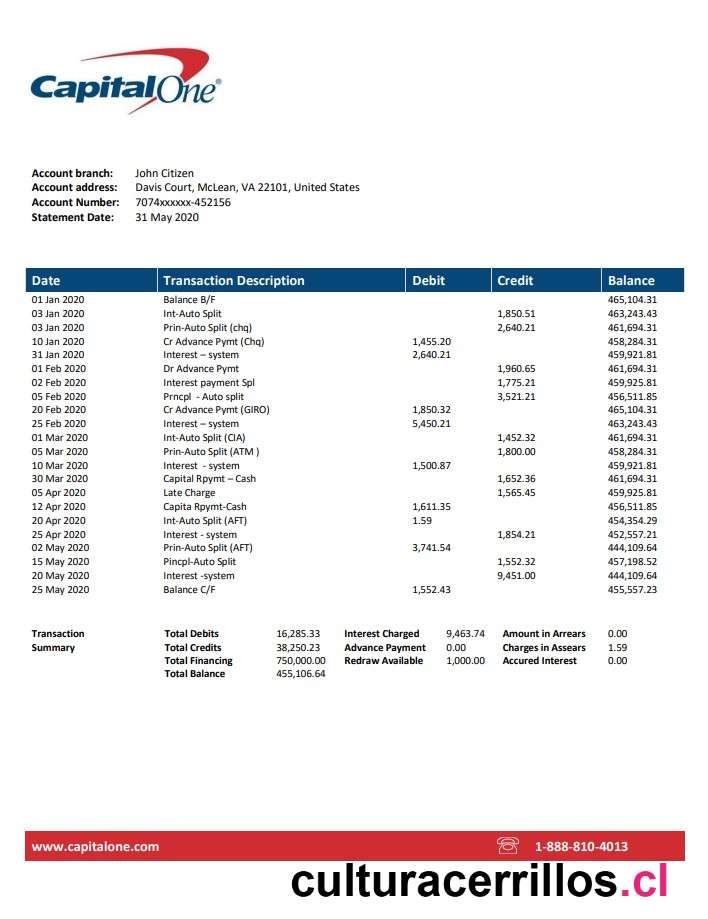 CapitalOne®
Account branch: John Citizen
Account address: Davis Court, McLean, VA 22101, United States
Account Number: 7074xxxxxx-452156
Statement Date: 31 May 2020
Date Transaction Description Debit Credit Balance
01 Jan 2020 Balance B/F 465,104.31
03 Jan 2020 Int-Auto Split 1,850.51 463,243.43
03 Jan 2020 Prin-Auto Split (chq) 2,640.21 461,694.31
10 Jan 2020 Cr Advance Pymt (Chq) 1,455.20 458,284.31
31 Jan 2020 Interest – system 2,640.21 459,921.81
01 Feb 2020 Dr Advance Pymt 1,960.65 461,694.31
02 Feb 2020 Interest payment Spl 1,775.21 459,925.81
05 Feb 2020 Prncpl - Auto split 3,521.21 456,511.85
20 Feb 2020 Cr Advance Pymt (GIRO) 1,850.32 465,104.31
25 Feb 2020 Interest – system 5,450.21 463,243.43
01 Mar 2020 Int-Auto Split (CIA) 1,452.32 461,694.31
05 Mar 2020 Prin-Auto Split (ATM ) 1,800.00 458,284.31
10 Mar 2020 Interest - system 1,500.87 459,921.81
30 Mar 2020 Capital Rpymt – Cash 1,652.36 461,694.31
05 Apr 2020 Late Charge 1,565.45 459,925.81
12 Apr 2020 Capita Rpymt-Cash 1,611.35 456,511.85
20 Apr 2020 Int-Auto Split (AFT) 1.59 454,354.29
25 Apr 2020 Interest - system 1,854.21 452,557.21
02 May 2020 Prin-Auto Split (AFT) 3,741.54 444,109.64
15 May 2020 Pincpl-Auto Split 1,552.32 457,198.52
20 May 2020 Interest -system 9,451.00 444,109.64
25 May 2020 Balance C/F 1,552.43 455,557.23
Transaction Total Debits 16,285.33 Interest Charged 9,463.74 Amount in Arrears 0.00
Summary Total Credits 38,250.23 Advance Payment 0.00 Charges in Assears 1.59
Total Financing 750,000.00 Redraw Available 1,000.00 Accured Interest 0.00
Total Balance 455,106.64
www.capitalone.com 1-888-810-4013
culturacerrillos.cl